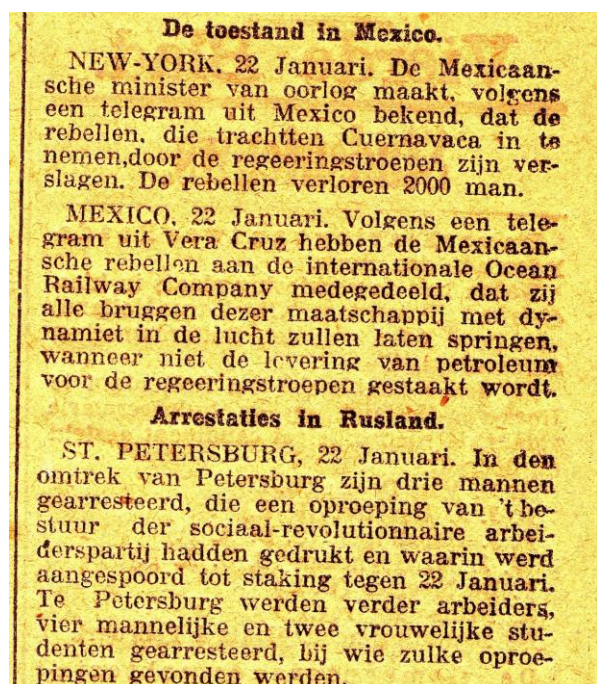 De toestand in Mexico.
NEW-YORK, 22 Januari. De Mexicaan-
sche minister van oorlog maakt, volgens
een telegram uit Mexico bekend, dat de
rebellen, die trachtten Cuernavaca in te
nemen,door de regeeringstroepen zijn ver-
slagen. De rebellen verloren 2000 man.
MEXICO, 22 Januari. Volgens een tele-
gram uit Vera Cruz hebben de Mexicaan-
sche rebellen aan de internationale Ocean
Railway Company medegedeeld, dat zij
alle bruggen dezer maatschappij met dy-
namiet in de lucht zullen laten springen,
wanneer niet de levering van petroleum
voor de regeeringstroepen gestaakt wordt.
Arrestaties in Rusland.
ST. PETERSBURG, 22 Januari. In den
omtrek van Petersburg zijn drie mannen
gearresteerd, die een oproeping van 't be-
stuur der sociaal-revolutionnaire arbei-
derspartij hadden gedrukt en waarin werd
aangespoord tot staking tegen 22 Januari.
Te Petersburg werden verder arbeiders,
vier mannelijke en twee vrouwelijke stu-
denten gearresteerd, bij wie zulke oproe-
pingen gevonden werden.